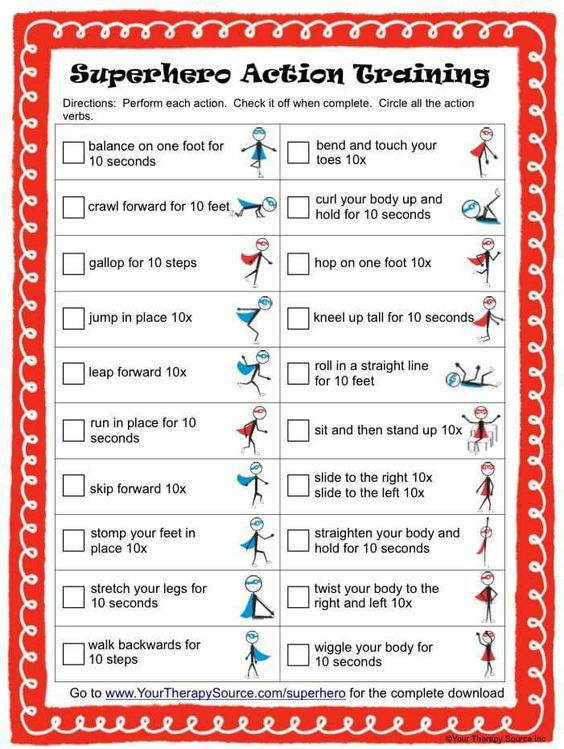 Superhero Action Training
Directions:  Perform each action.  Check it off when complete.  Circle all the action
verbs.
balance on one foot for
10 seconds
bend and touch your
toes 10x
crawl forward for 10 feet
curl your body up and
hold for 10 seconds
gallop for 10 steps
hop on one foot 10x
jump in place 10x
kneel up tall for 10 seconds
leap forward 10x
roll in a straight line
for 10 feet
run in place for 10
seconds
sit and then stand up 10x
skip forward 10x
slide to the right 10x
slide to the left 10x
stomp your feet in
place 10x
straighten your body and
hold for 10 seconds
stretch your legs for
10 seconds
twist your body to the
right and left 10x
walk backwards for
10 steps
wiggle your body for
10 seconds
Go to www.YourTherapySource.com/superhero for the complete download
©Your Therapy Source Inc